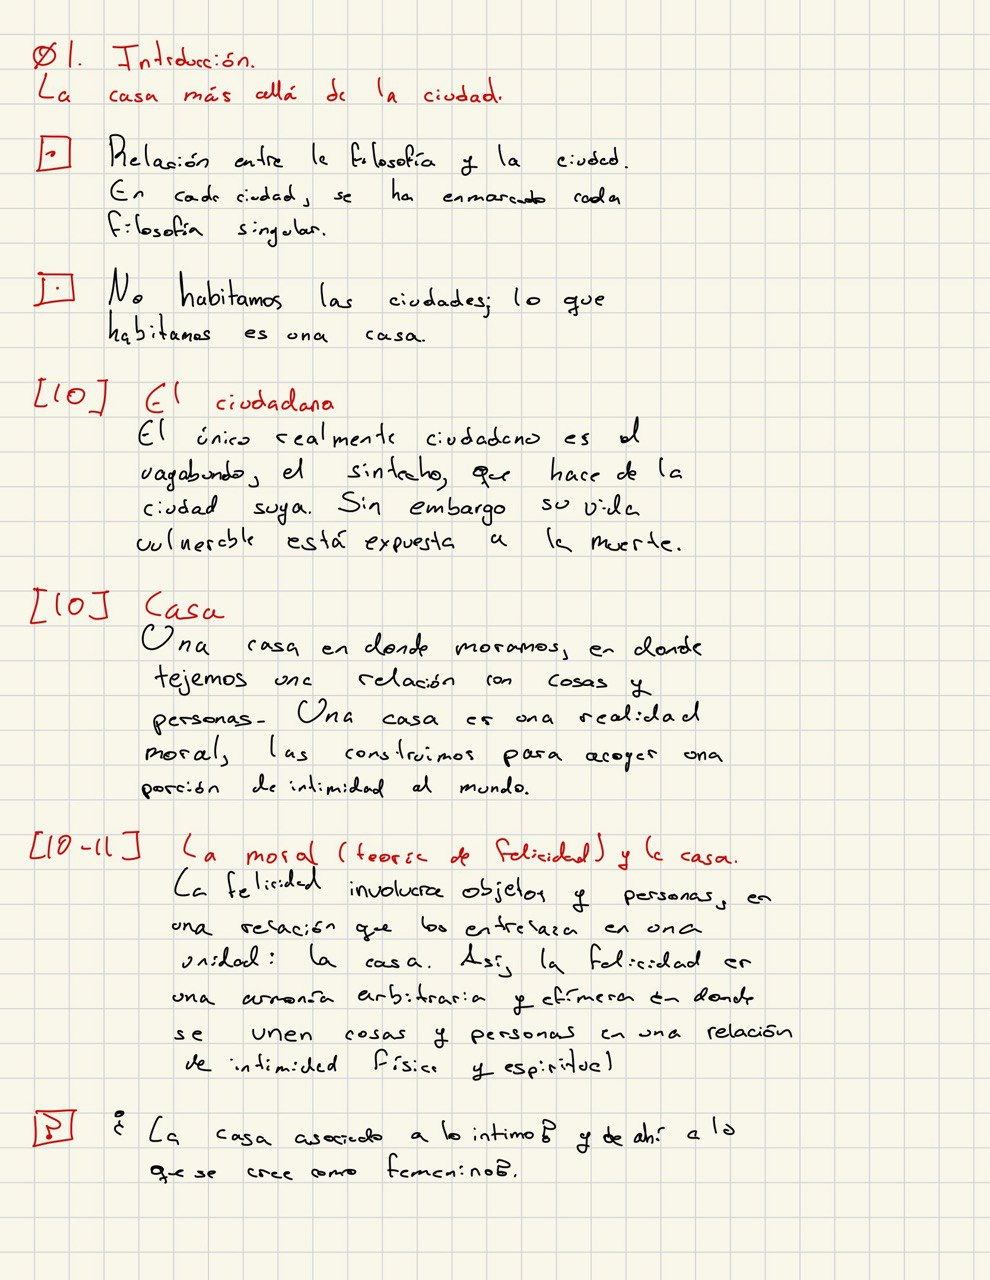 01. Introducción.
La casa más allá de la ciudad.
Relación entre la filosofía y la ciudad.
En cada ciudad, se ha enmarcado cada
filosofía singular.
No habitamos las ciudades; lo que
habitamos es una casa.
[10] El ciudadano
El único realmente ciudadano es el
vagabundo, el sintecho, que hace de la
ciudad suya. Sin embargo su vida
vulnerable está expuesta a la muerte.
[10] Casa
Una casa en donde moramos, en donde
tejemos una relación con cosas y
personas. Una casa es una realidad
moral, las construimos para acoger una
porción de intimidad al mundo.
[10-11] La moral (teoría de felicidad) y la casa.
La felicidad involucra objetos y personas, en
una relación que los entrelaza en una
unidad: la casa. Así, la felicidad es
una armonía arbitraria y efímera en donde
se unen cosas y personas en una relación
de intimidad física y espiritual
? ¿La casa asociado a lo intimo? y de ahí a lo
que se cree como femenino?.